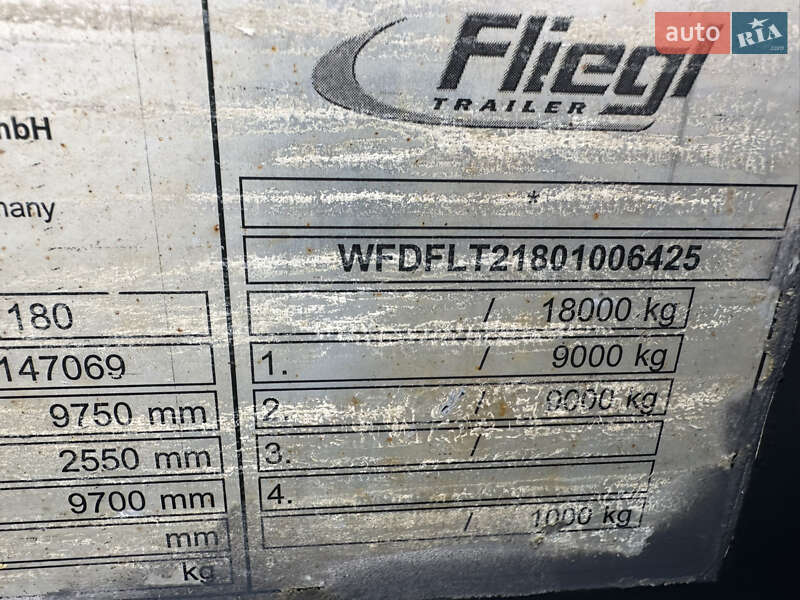 auto RIA .com
Fliegl
TRAILER
mbH
many
*
WFDFLT21801006425
180
/ 18000 kg
147069
1. / 9000 kg
9750 mm
2. / 9000 kg
2550 mm
3. /
9700 mm
4.
mm
/ 1000 kg
kg